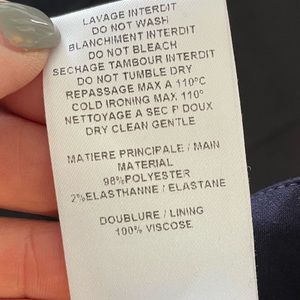 LAVAGE INTERDIT
DO NOT WASH
BLANCHIMENT INTERDIT
DO NOT BLEACH
SECHAGE TAMBOUR INTERDIT
DO NOT TUMBLE DRY
REPASSAGE MAX A 110°C
COLD IRONING MAX 110°
NETTOYAGE A SEC P DOUX
DRY CLEAN GENTLE
MATIERE PRINCIPALE / MAIN
MATERIAL
98%POLYESTER
2%ELASTHANNE / ELASTANE
DOUBLURE / LINING
100% VISCOSE